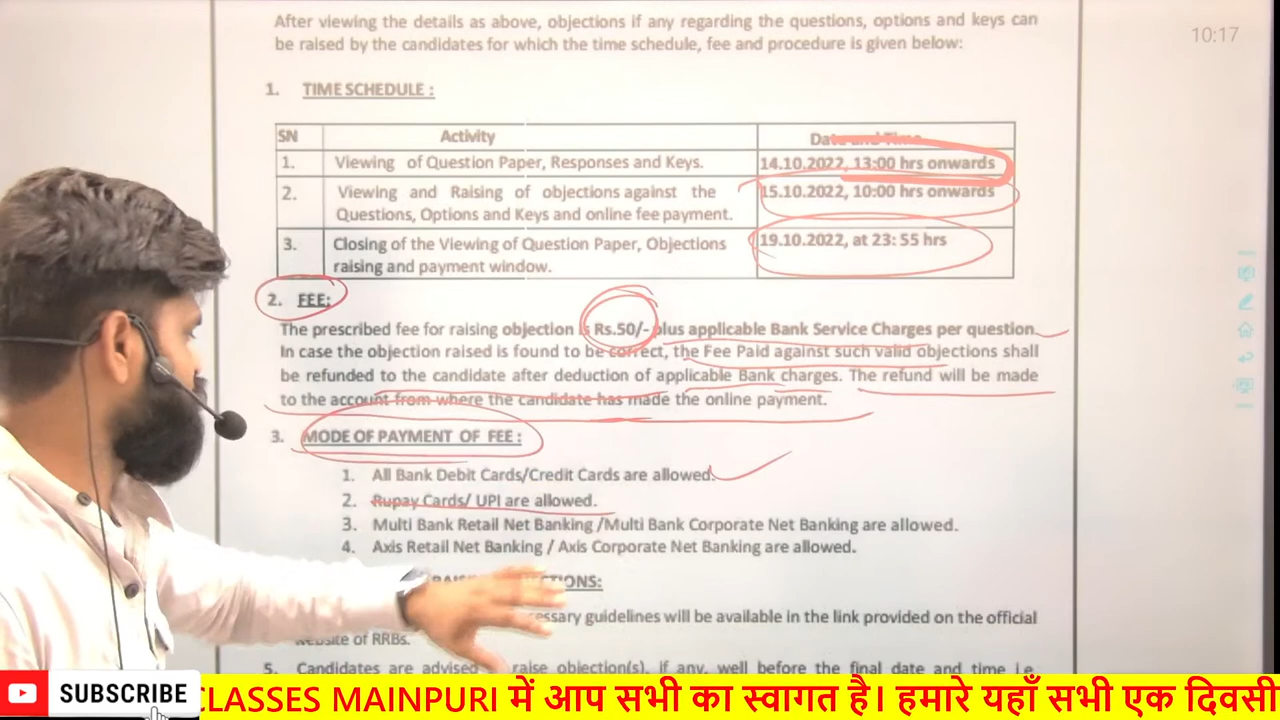 After viewing the details as above, objections if any regarding the questions, options and keys can
be raised by the candidates for which the time schedule, fee and procedure is given below:
10:17
1. TIME SCHEDULE :
SN Activity Date and Time
1. Viewing of Question Paper, Responses and Keys. 14.10.2022, 13:00 hrs onwards
2. Viewing and Raising of objections against the 15.10.2022, 10:00 hrs onwards
Questions, Options and Keys and online fee payment.
3. Closing of the Viewing of Question Paper, Objections 19.10.2022, at 23: 55 hrs
raising and payment window.
2. FEE:
The prescribed fee for raising objection is Rs.50/- plus applicable Bank Service Charges per question.
In case the objection raised is found to be correct, the Fee Paid against such valid objections shall
be refunded to the candidate after deduction of applicable Bank charges. The refund will be made
to the account from where the candidate has made the online payment.
3. MODE OF PAYMENT OF FEE :
1. All Bank Debit Cards/Credit Cards are allowed.
2. Rupay Cards/ UPI are allowed.
3. Multi Bank Retail Net Banking /Multi Bank Corporate Net Banking are allowed.
4. Axis Retail Net Banking / Axis Corporate Net Banking are allowed.
guidelines will be available in the link provided on the official
website of RRBs.
5. Candidates are advised raise objection(s), if any, well before the final date and time i.e.
SUBSCRIBE
CLASSES MAINPURI में आप सभी का स्वागत है। हमारे यहाँ सभी एक दिवसी